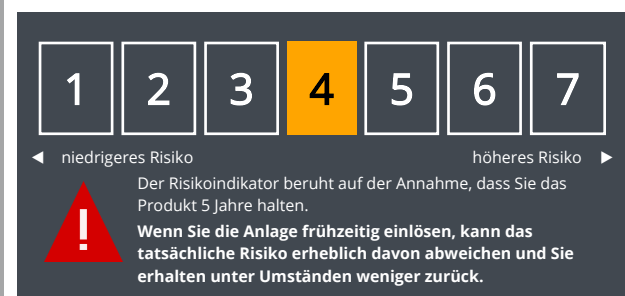 1 2 3 4 5 6 7
◄ niedrigeres Risiko höheres Risiko ►
Der Risikoindikator beruht auf der Annahme, dass Sie das
Produkt 5 Jahre halten.
!
Wenn Sie die Anlage frühzeitig einlösen, kann das
tatsächliche Risiko erheblich davon abweichen und Sie
erhalten unter Umständen weniger zurück.